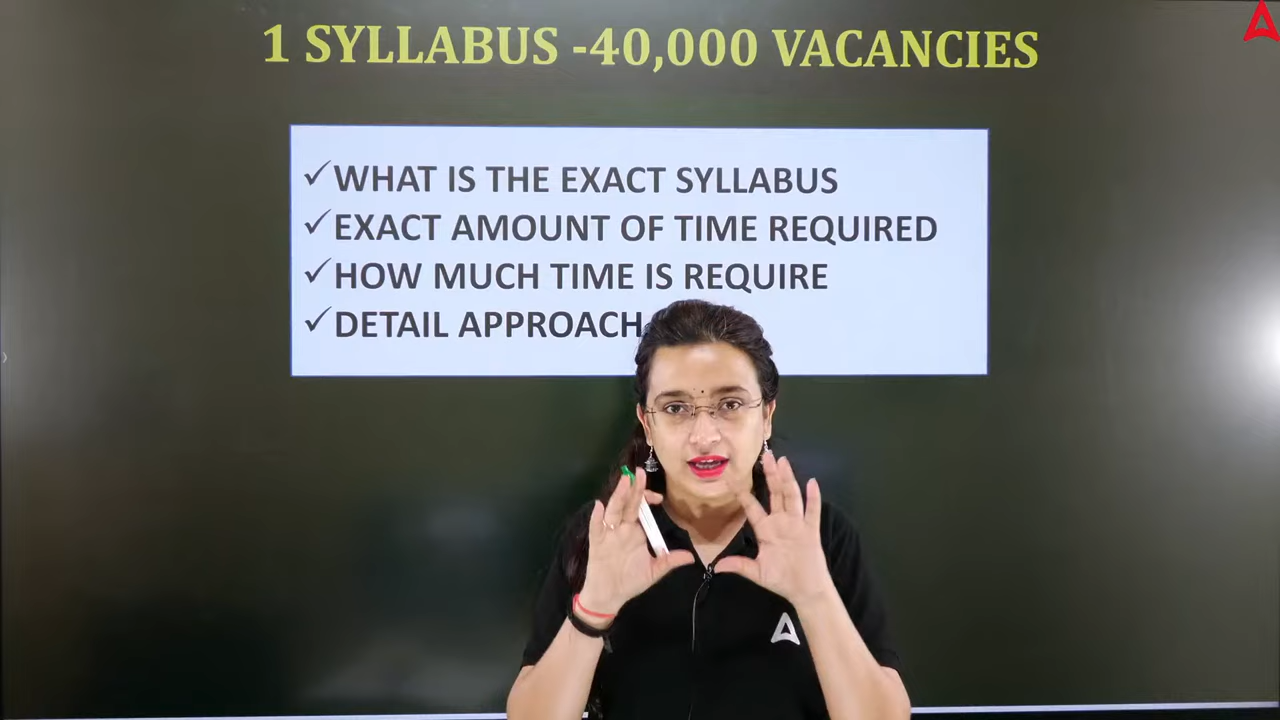 1 SYLLABUS -40,000 VACANCIES
✓WHAT IS THE EXACT SYLLABUS
✓EXACT AMOUNT OF TIME REQUIRED
✓HOW MUCH TIME IS REQUIRE
✓DETAIL APPROACH